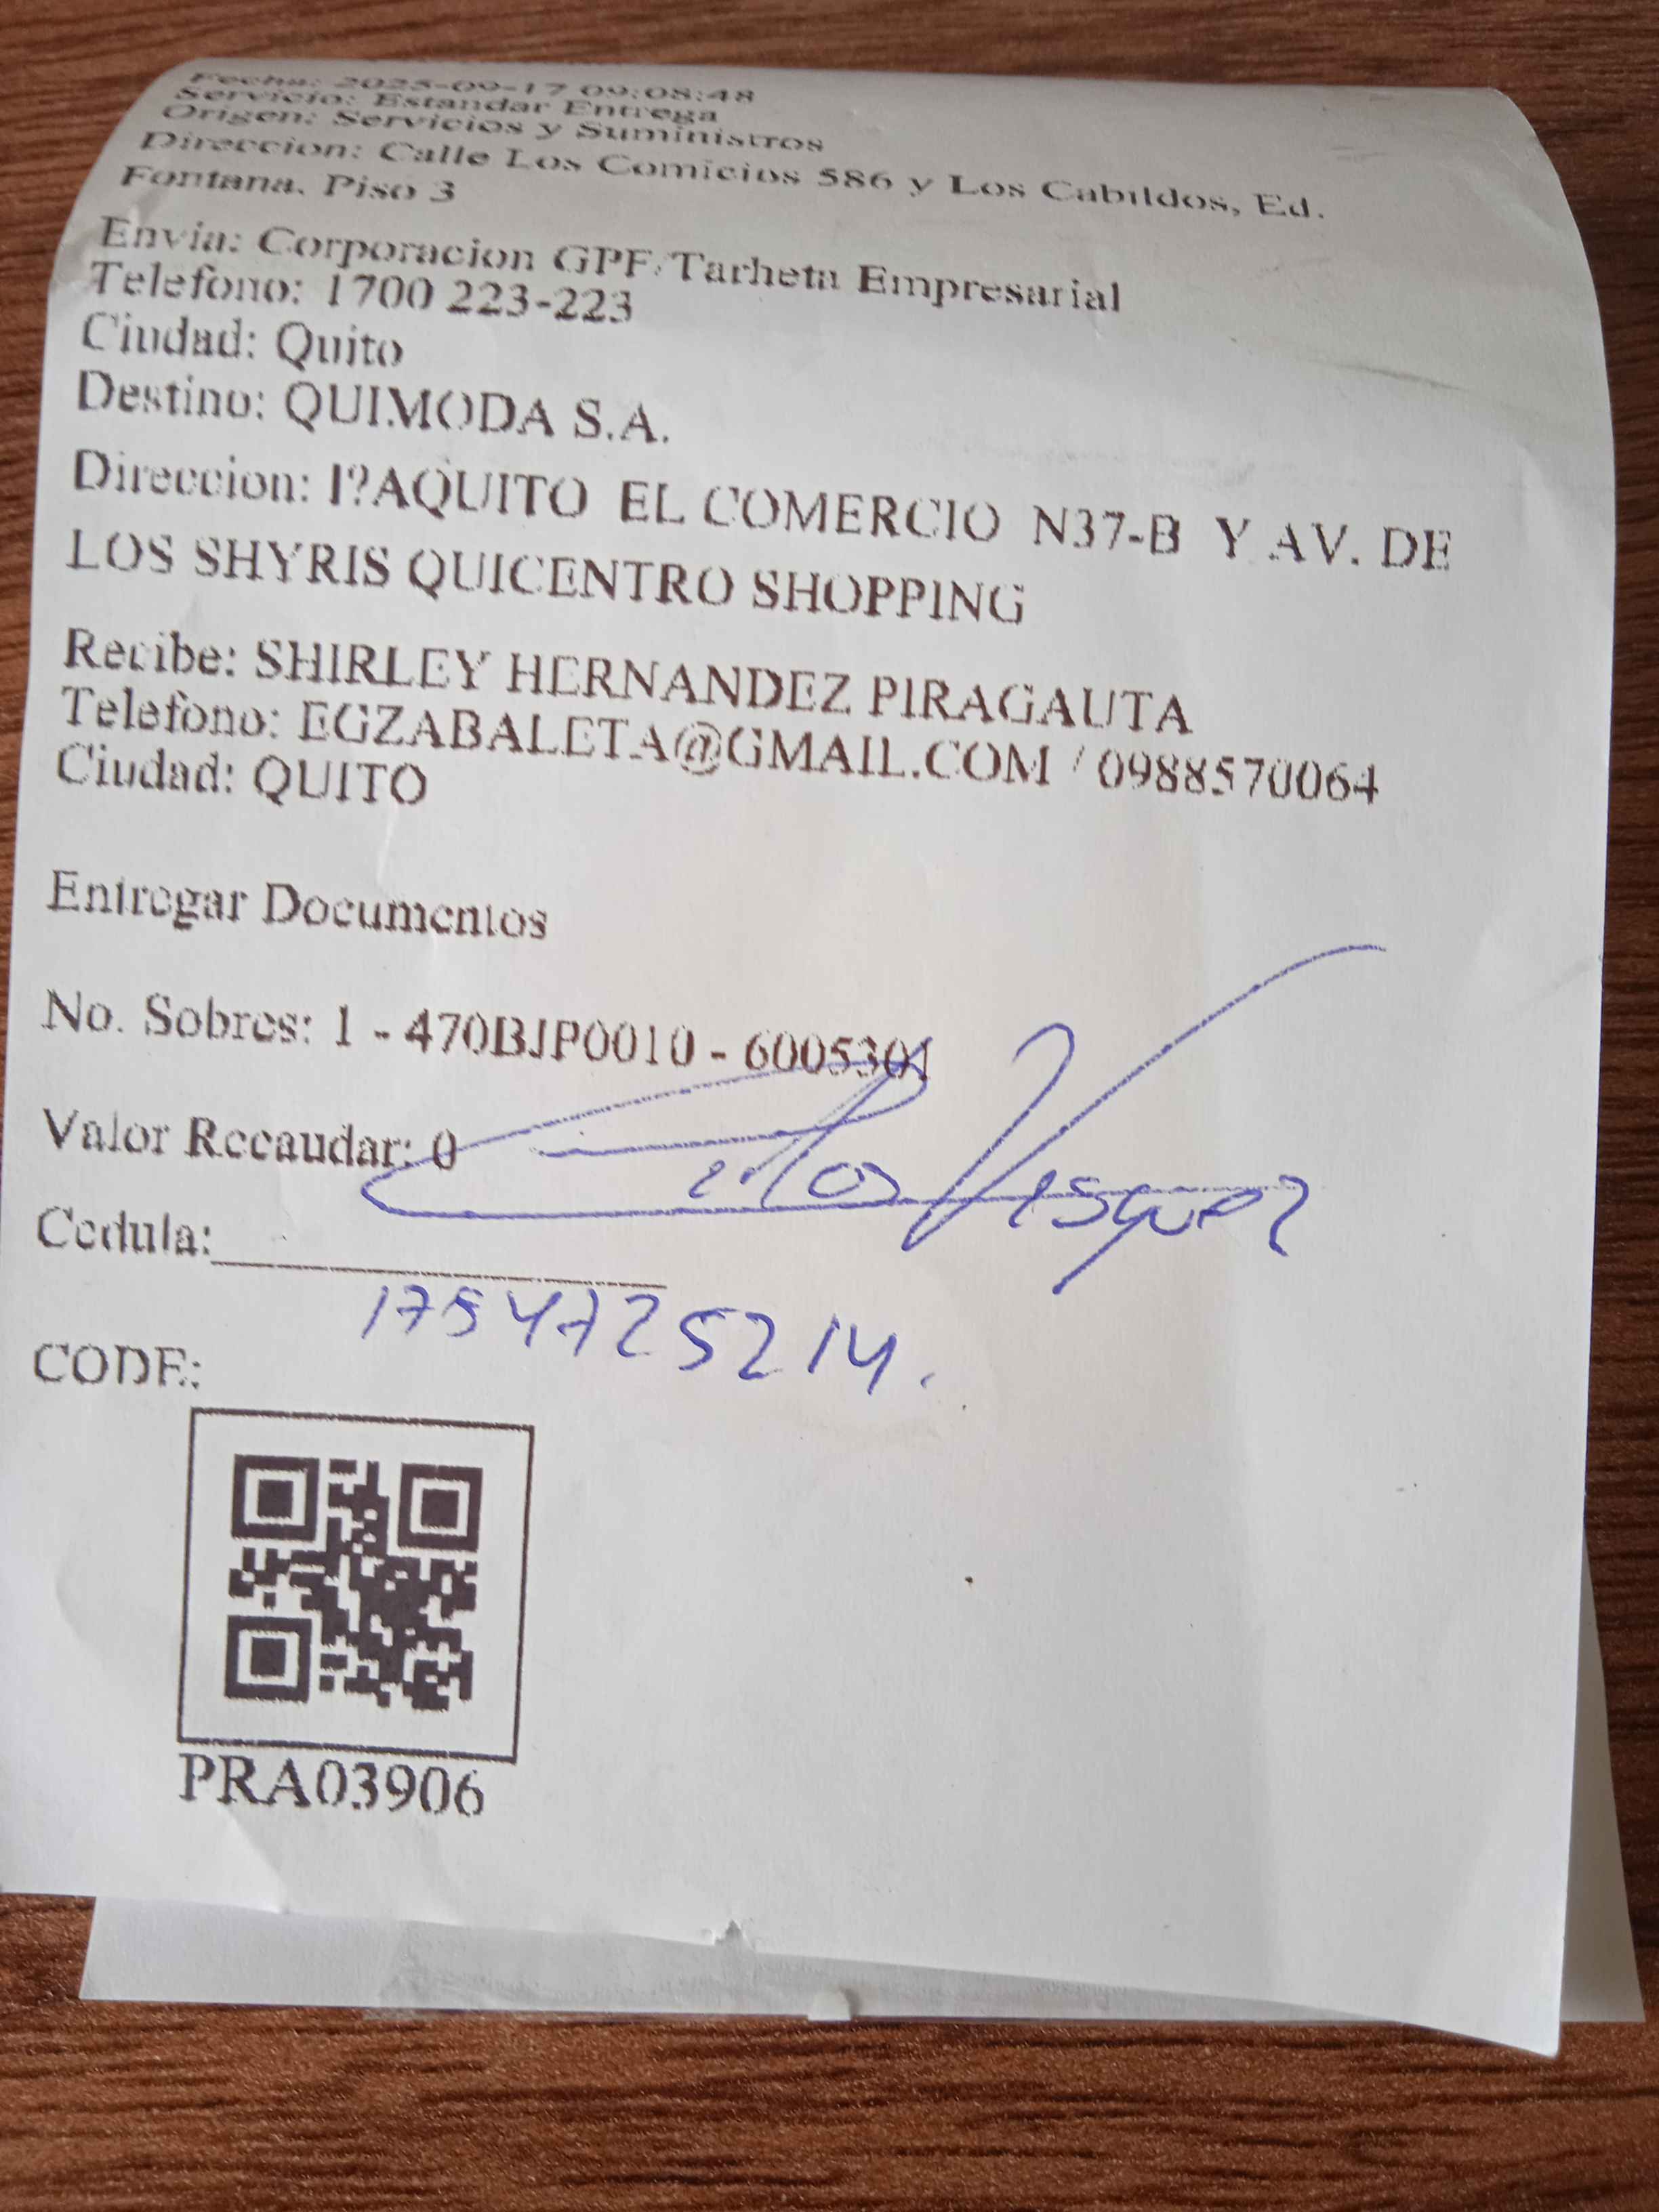 Fecha: 2025-09-17 09:08:48
Servicio: Estandar Entrega
Origen: Servicios y Suministros
Direccion: Calle Los Comicios 586 y Los Cabildos, Ed.
Fontana. Piso 3
Envia: Corporacion GPF/Tarheta Empresarial
Telefono: 1700 223-223
Ciudad: Quito
Destino: QUIMODA S.A.
Direccion: I?AQUITO EL COMERCIO N37-B Y AV. DE
LOS SHYRIS QUICENTRO SHOPPING
Recibe: SHIRLEY HERNANDEZ PIRAGAUTA
Telefono: EGZABALETA@GMAIL.COM / 0988570064
Ciudad: QUITO
Entregar Documentos
No. Sobres: 1 - 470BJP0010 - 6005301
Valor Recaudar: 0
Cedula:
1754725214.
CODE:
PRA03906